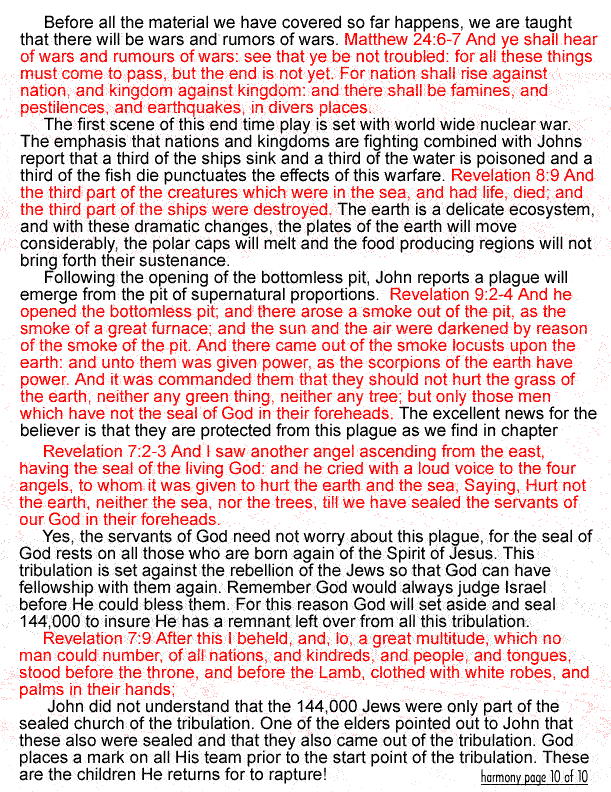 Before all the material we have covered so far happens, we are taught
that there will be wars and rumors of wars. Matthew 24:6-7 And ye shall hear
of wars and rumours of wars: see that ye be not troubled: for all these things
must come to pass, but the end is not yet. For nation shall rise against
nation, and kingdom against kingdom: and there shall be famines, and
pestilences, and earthquakes, in divers places.
The first scene of this end time play is set with world wide nuclear war.
The emphasis that nations and kingdoms are fighting combined with Johns
report that a third of the ships sink and a third of the water is poisoned and a
third of the fish die punctuates the effects of this warfare. Revelation 8:9 And
the third part of the creatures which were in the sea, and had life, died; and
the third part of the ships were destroyed. The earth is a delicate ecosystem,
and with these dramatic changes, the plates of the earth will move
considerably, the polar caps will melt and the food producing regions will not
bring forth their sustenance.
Following the opening of the bottomless pit, John reports a plague will
emerge from the pit of supernatural proportions. Revelation 9:2-4 And he
opened the bottomless pit; and there arose a smoke out of the pit, as the
smoke of a great furnace; and the sun and the air were darkened by reason
of the smoke of the pit. And there came out of the smoke locusts upon the
earth: and unto them was given power, as the scorpions of the earth have
power. And it was commanded them that they should not hurt the grass of
the earth, neither any green thing, neither any tree; but only those men
which have not the seal of God in their foreheads. The excellent news for the
believer is that they are protected from this plague as we find in chapter
Revelation 7:2-3 And I saw another angel ascending from the east,
having the seal of the living God: and he cried with a loud voice to the four
angels, to whom it was given to hurt the earth and the sea, Saying, Hurt not
the earth, neither the sea, nor the trees, till we have sealed the servants of
our God in their foreheads.
Yes, the servants of God need not worry about this plague, for the seal of
God rests on all those who are born again of the Spirit of Jesus. This
tribulation is set against the rebellion of the Jews so that God can have
fellowship with them again. Remember God would always judge Israel
before He could bless them. For this reason God will set aside and seal
144,000 to insure He has a remnant left over from all this tribulation.
Revelation 7:9 After this I beheld, and, lo, a great multitude, which no
man could number, of all nations, and kindreds, and people, and tongues,
stood before the throne, and before the Lamb, clothed with white robes, and
palms in their hands;
John did not understand that the 144,000 Jews were only part of the
sealed church of the tribulation. One of the elders pointed out to John that
these also were sealed and that they also came out of the tribulation. God
places a mark on all His team prior to the start point of the tribulation. These
are the children He returns for to rapture!
harmony page 10 of 10